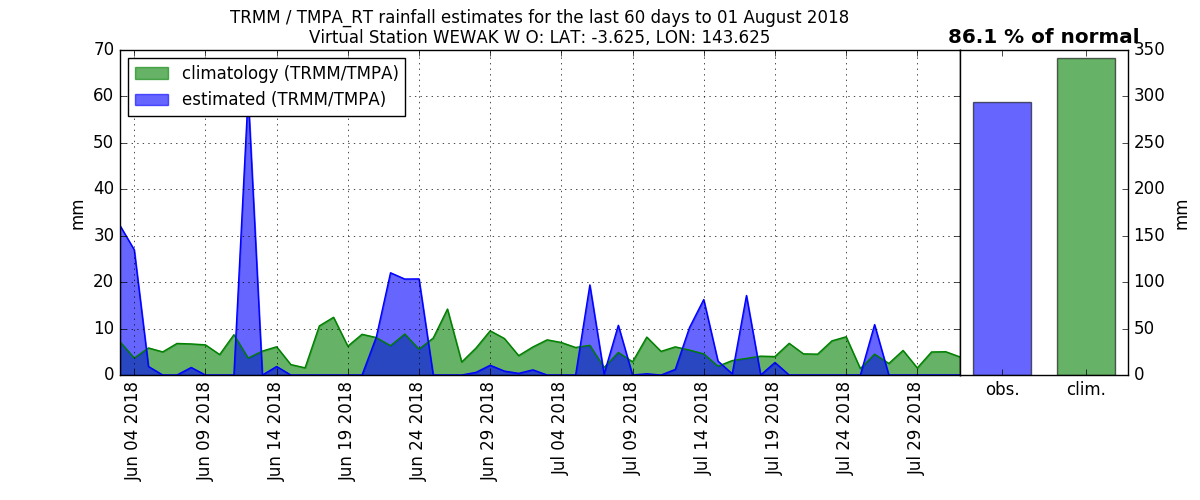 TRMM / TMPA_RT rainfall estimates for the last 60 days to 01 August 2018
Virtual Station WEWAK W O: LAT: -3.625, LON: 143.625
86.1 % of normal
climatology (TRMM/TMPA)
estimated (TRMM/TMPA)
70
60
50
40
30
20
10
0
mm
350
300
250
200
150
100
50
0
mm
Jun 04 2018
Jun 09 2018
Jun 14 2018
Jun 19 2018
Jun 24 2018
Jun 29 2018
Jul 04 2018
Jul 09 2018
Jul 14 2018
Jul 19 2018
Jul 24 2018
Jul 29 2018
obs.
clim.